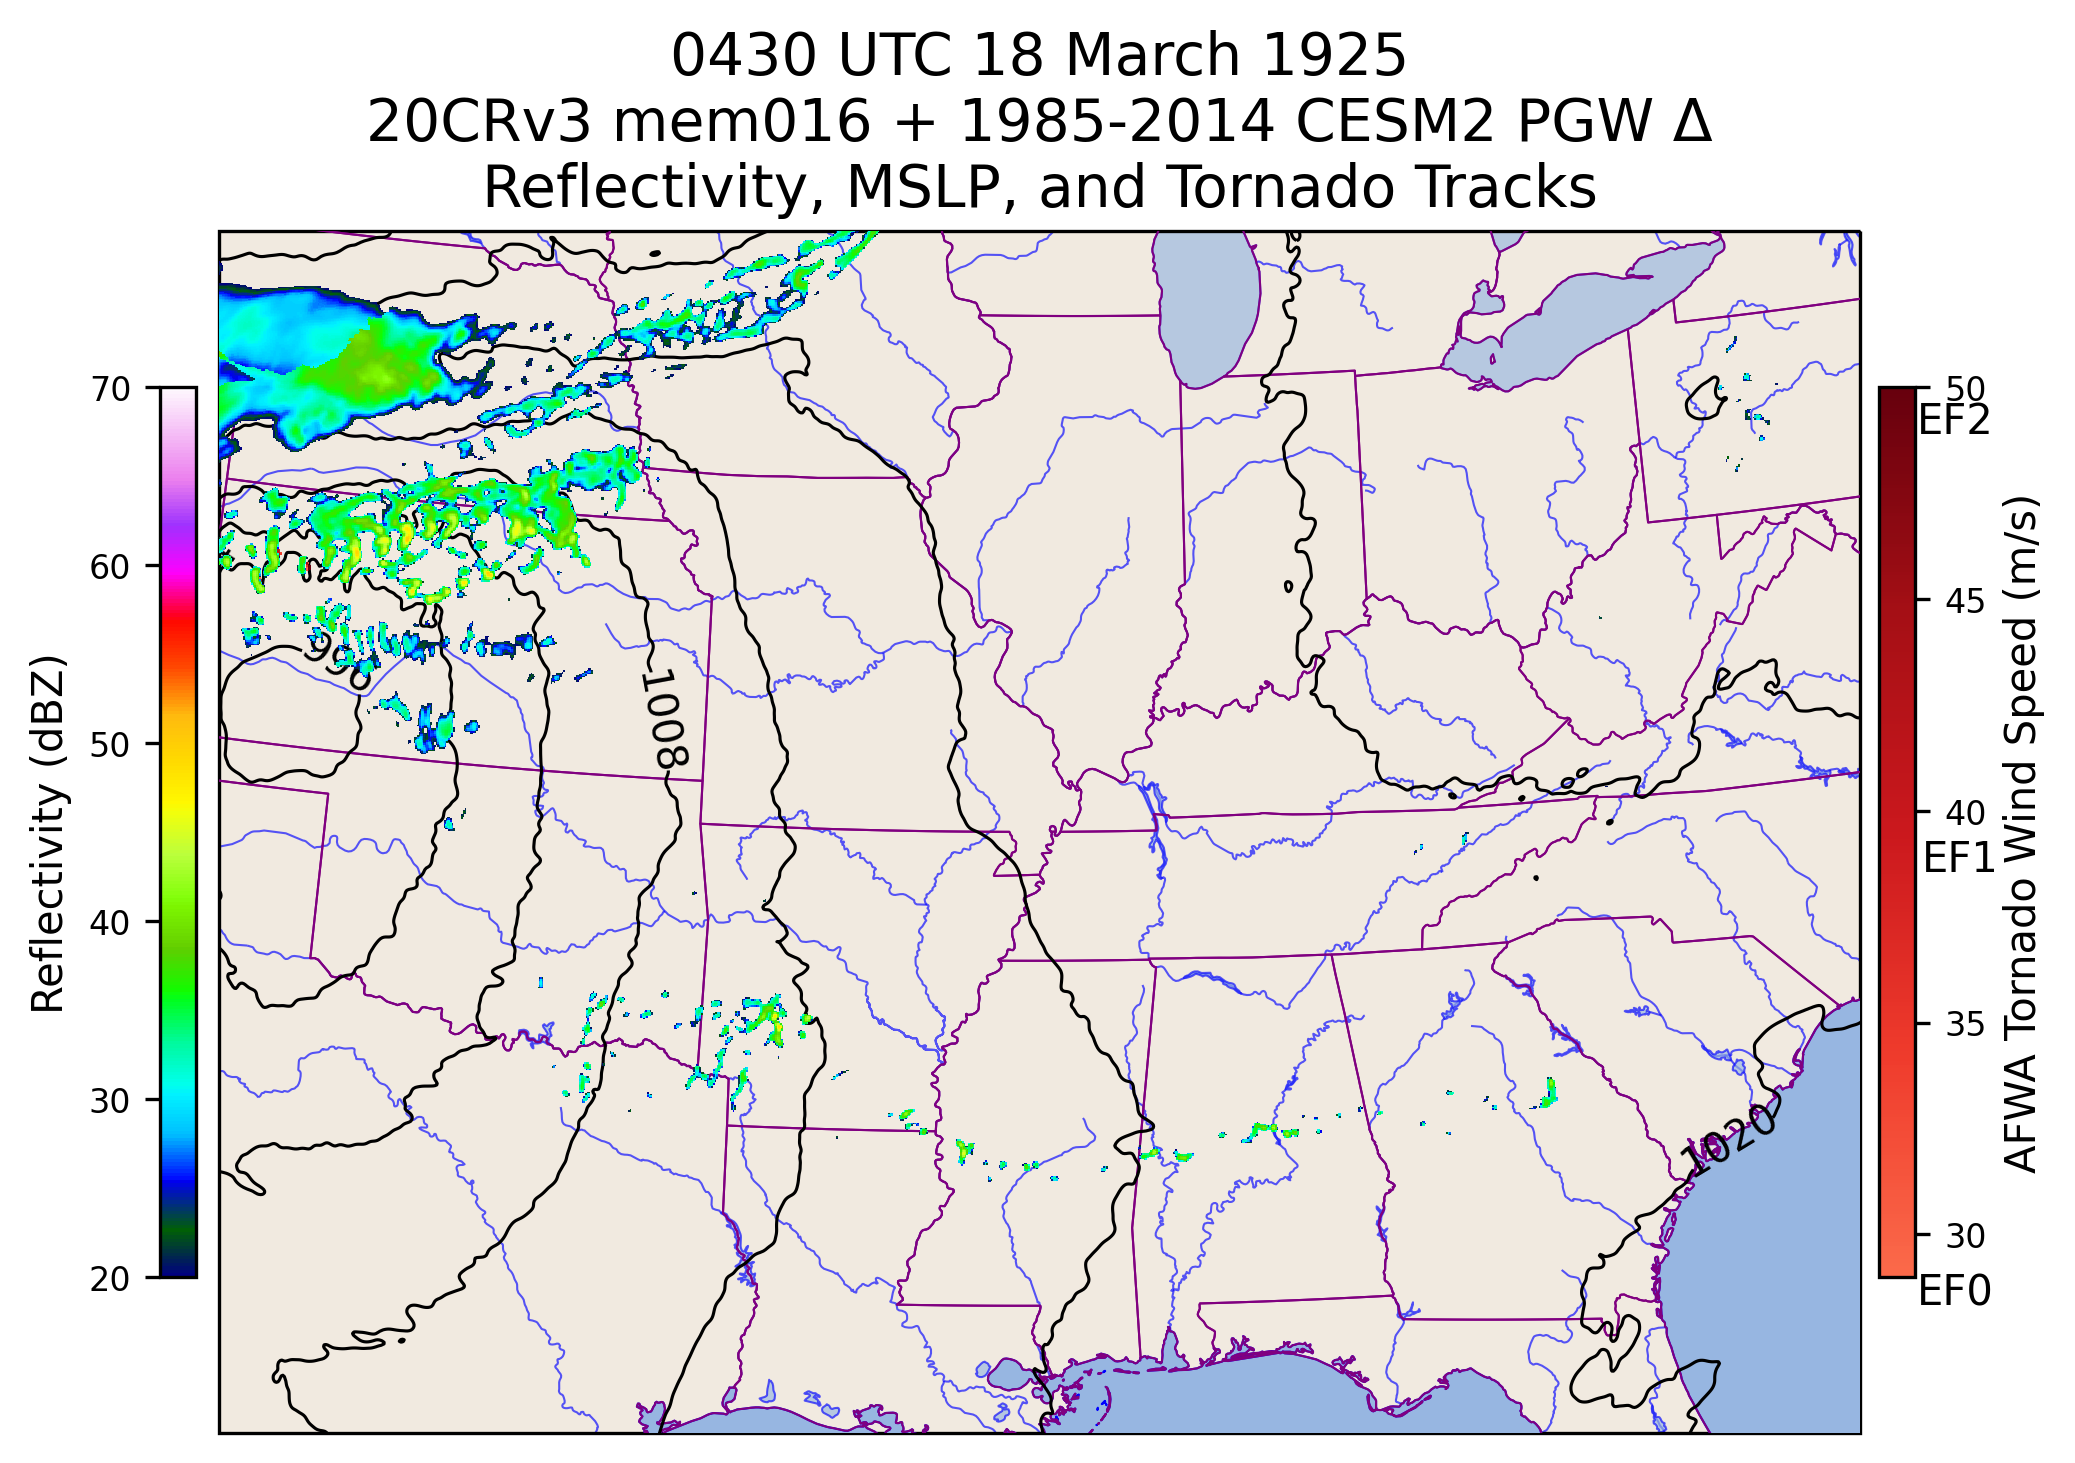 0430 UTC 18 March 1925
20CRv3 mem016 + 1985-2014 CESM2 PGW Δ
Reflectivity, MSLP, and Tornado Tracks
Reflectivity (dBZ)
70
60
50
40
30
20
990
1008
1020
50
EF2
45
40
EF1
35
30
EF0
AFWA Tornado Wind Speed (m/s)